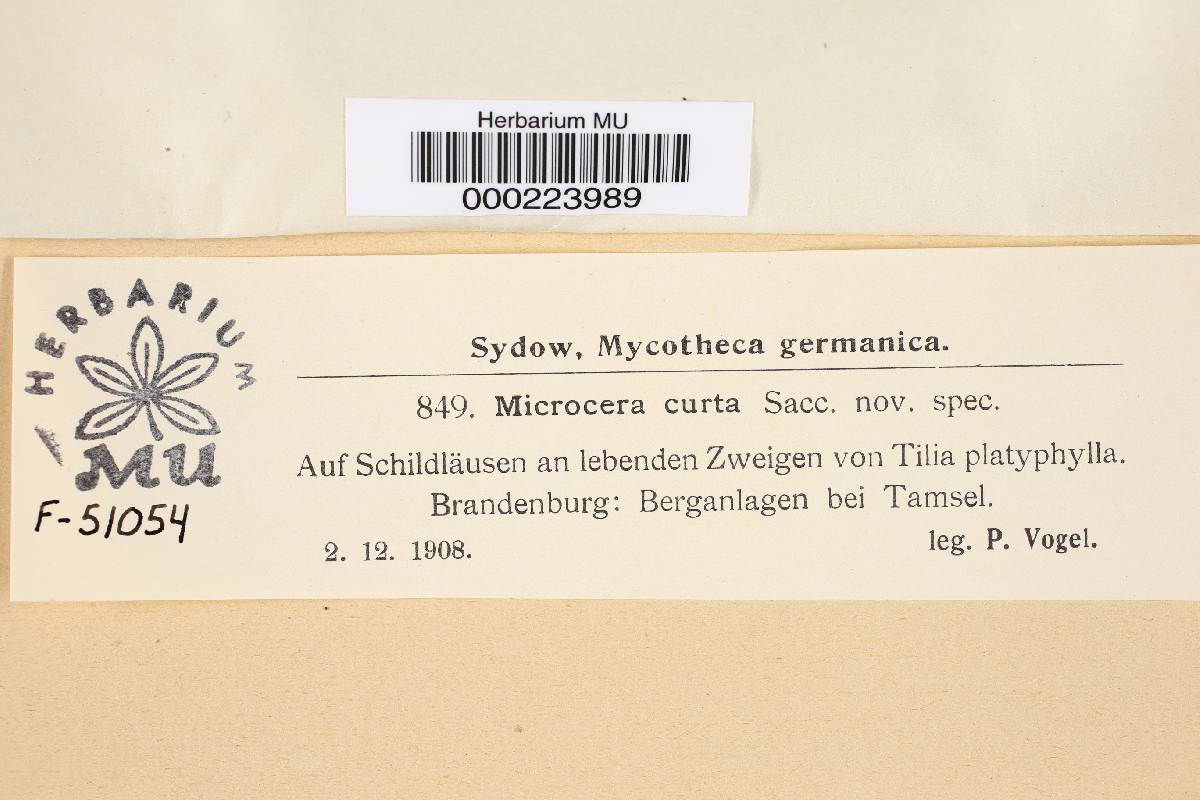 Herbarium MU
000223989
HERBARIUM
MU
F-51054
Sydow, Mycotheca germanica.
849. Microcera curta Sacc. nov. spec.
Auf Schildläusen an lebenden Zweigen von Tilia platyphylla.
Brandenburg: Berganlagen bei Tamsel.
2. 12. 1908. leg. P. Vogel.